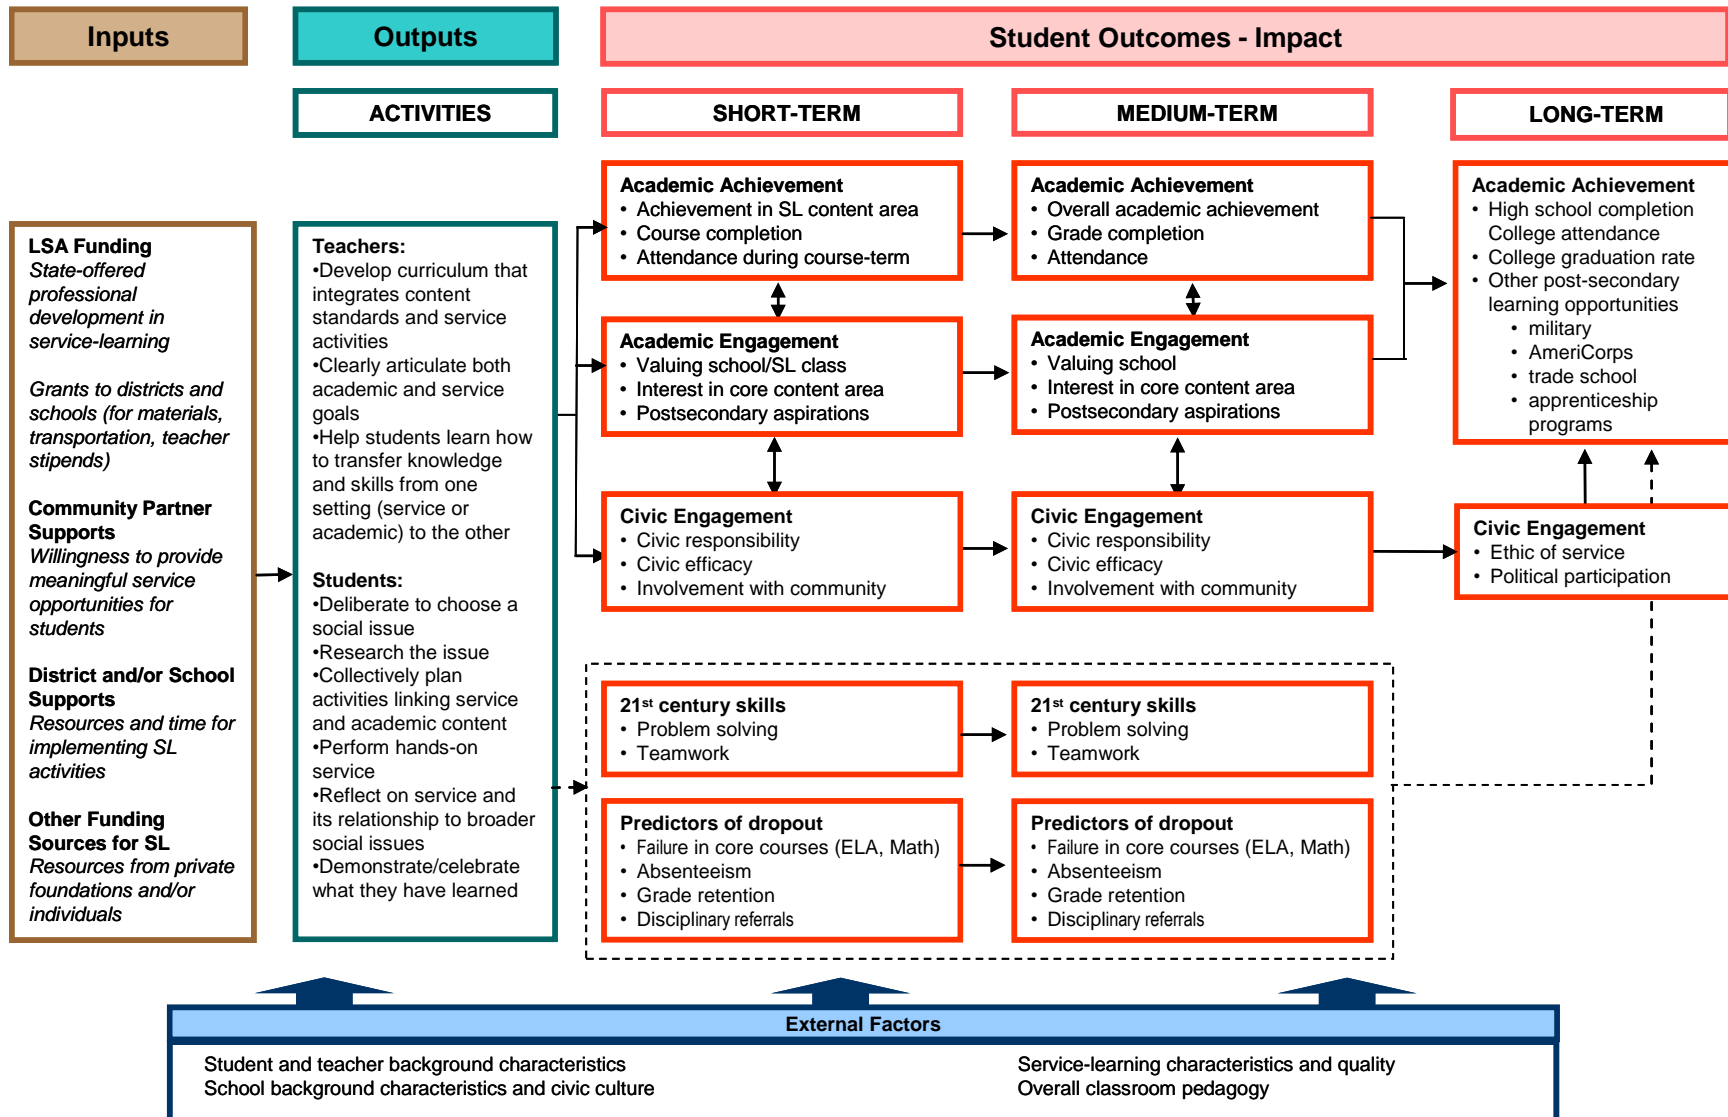 Inputs
Outputs
Student Outcomes - Impact
ACTIVITIES
SHORT-TERM
MEDIUM-TERM
LONG-TERM
LSA Funding
State-offered
professional
development in
service-learning
Grants to districts and
schools (for materials,
transportation, teacher
stipends)
Community Partner
Supports
Willingness to provide
meaningful service
opportunities for
students
District and/or School
Supports
Resources and time for
implementing SL
activities
Other Funding
Sources for SL
Resources from private
foundations and/or
individuals
Teachers:
•Develop curriculum that
integrates content
standards and service
activities
•Clearly articulate both
academic and service
goals
•Help students learn how
to transfer knowledge
and skills from one
setting (service or
academic) to the other
Students:
•Deliberate to choose a
social issue
•Research the issue
•Collectively plan
activities linking service
and academic content
•Perform hands-on
service
•Reflect on service and
its relationship to broader
social issues
•Demonstrate/celebrate
what they have learned
Academic Achievement
• Achievement in SL content area
• Course completion
• Attendance during course-term
Academic Engagement
• Valuing school/SL class
• Interest in core content area
• Postsecondary aspirations
Civic Engagement
• Civic responsibility
• Civic efficacy
• Involvement with community
21st century skills
• Problem solving
• Teamwork
Predictors of dropout
• Failure in core courses (ELA, Math)
• Absenteeism
• Grade retention
• Disciplinary referrals
Academic Achievement
• Overall academic achievement
• Grade completion
• Attendance
Academic Engagement
• Valuing school
• Interest in core content area
• Postsecondary aspirations
Civic Engagement
• Civic responsibility
• Civic efficacy
• Involvement with community
21st century skills
• Problem solving
• Teamwork
Predictors of dropout
• Failure in core courses (ELA, Math)
• Absenteeism
• Grade retention
• Disciplinary referrals
Academic Achievement
• High school completion
College attendance
• College graduation rate
• Other post-secondary
learning opportunities
• military
• AmeriCorps
• trade school
• apprenticeship
programs
Civic Engagement
• Ethic of service
• Political participation
External Factors
Student and teacher background characteristics
School background characteristics and civic culture
Service-learning characteristics and quality
Overall classroom pedagogy